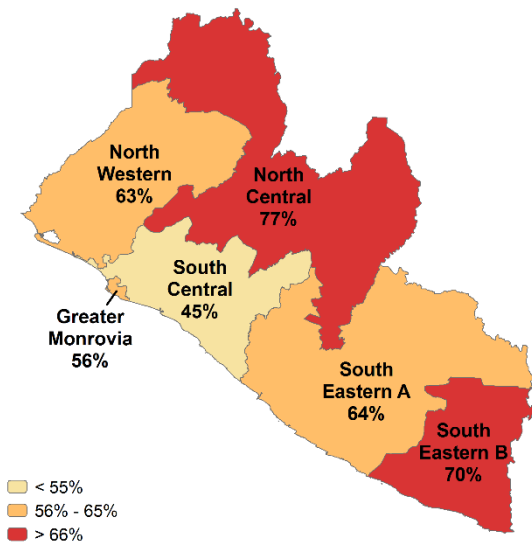 North
Western
63%
North
Central
77%
South
Central
45%
Greater
Monrovia
56%
South
Eastern A
64%
South
Eastern B
70%
< 55%
56% - 65%
> 66%